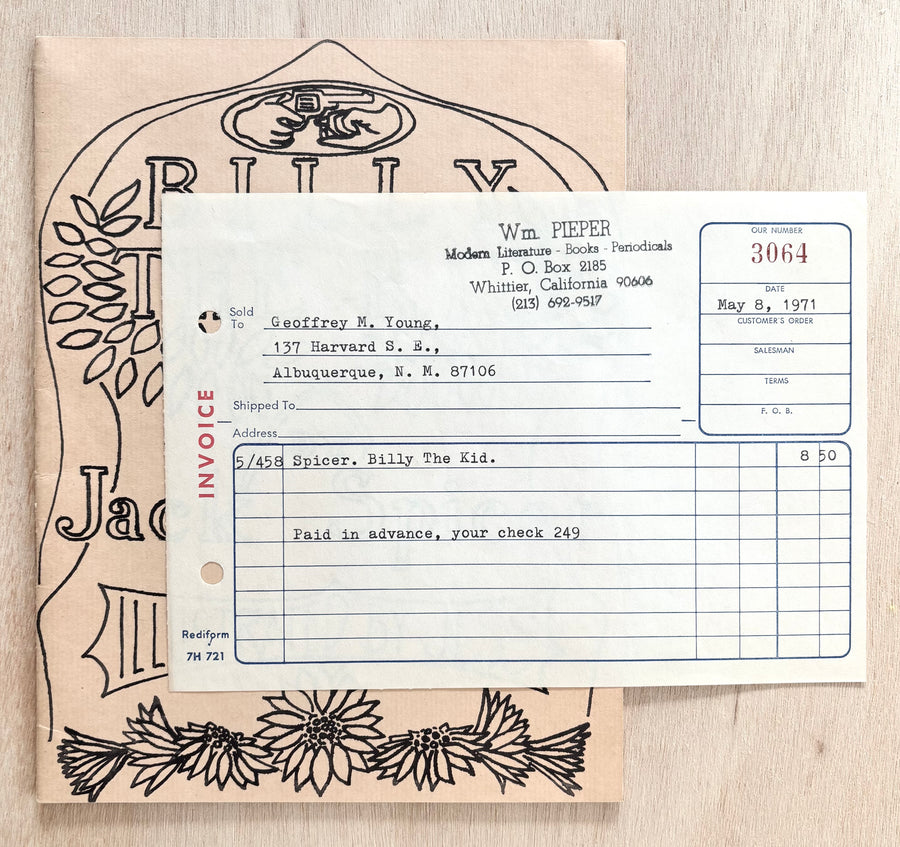 BILLY
T
Jac
Wm. PIEPER
Modern Literature - Books - Periodicals
P. O. Box 2185
Whittier, California 90606
(213) 692-9517
OUR NUMBER
3064
DATE
May 8, 1971
CUSTOMER'S ORDER
SALESMAN
TERMS
F. O. B.
Sold To Geoffrey M. Young,
137 Harvard S. E.,
Albuquerque, N. M. 87106
Shipped To
Address
INVOICE
5/458 Spicer. Billy The Kid. 8 50
Paid in advance, your check 249
Rediform
7H 721